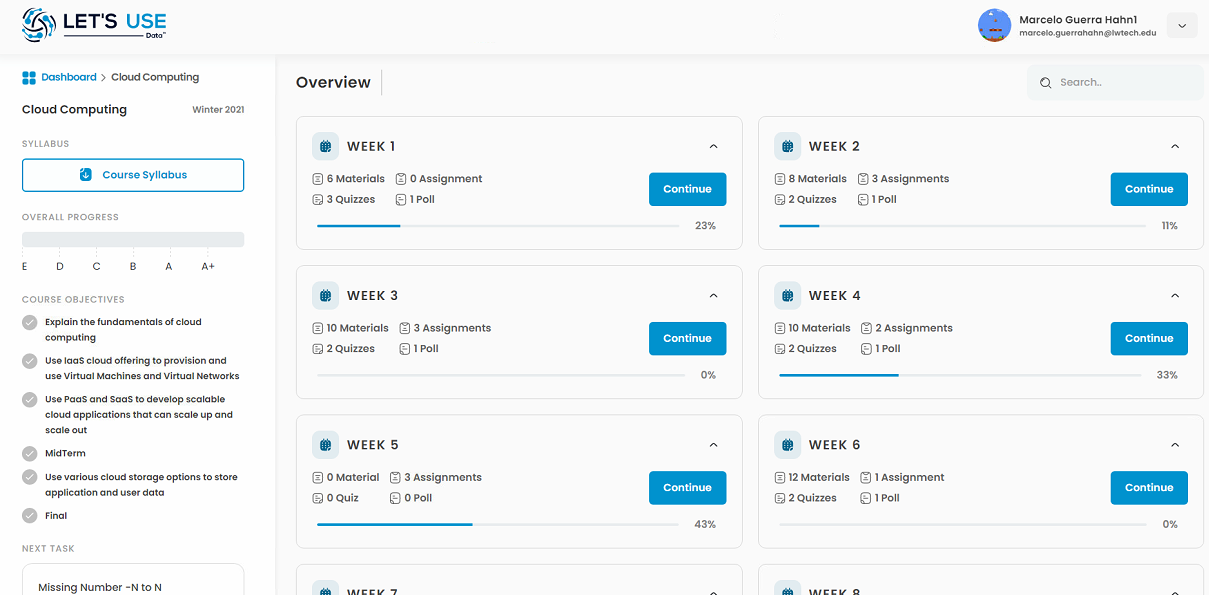 LET'S USE
Data™
Marcelo Guerra Hahn1
marcelo.guerrahahn@lwtech.edu
Dashboard > Cloud Computing
Cloud Computing
Winter 2021
SYLLABUS
Course Syllabus
OVERALL PROGRESS
E D C B A A+
COURSE OBJECTIVES
Explain the fundamentals of cloud
computing
Use IaaS cloud offering to provision and
use Virtual Machines and Virtual Networks
Use PaaS and SaaS to develop scalable
cloud applications that can scale up and
scale out
MidTerm
Use various cloud storage options to store
application and user data
Final
NEXT TASK
Missing Number -N to N
Overview
Search..
WEEK 1
6 Materials 0 Assignment
3 Quizzes 1 Poll
Continue
23%
WEEK 2
8 Materials 3 Assignments
2 Quizzes 1 Poll
Continue
11%
WEEK 3
10 Materials 3 Assignments
2 Quizzes 1 Poll
Continue
0%
WEEK 4
10 Materials 2 Assignments
2 Quizzes 1 Poll
Continue
33%
WEEK 5
0 Material 3 Assignments
0 Quiz 0 Poll
Continue
43%
WEEK 6
12 Materials 1 Assignment
2 Quizzes 1 Poll
Continue
0%
WEEK 7
WEEK 8